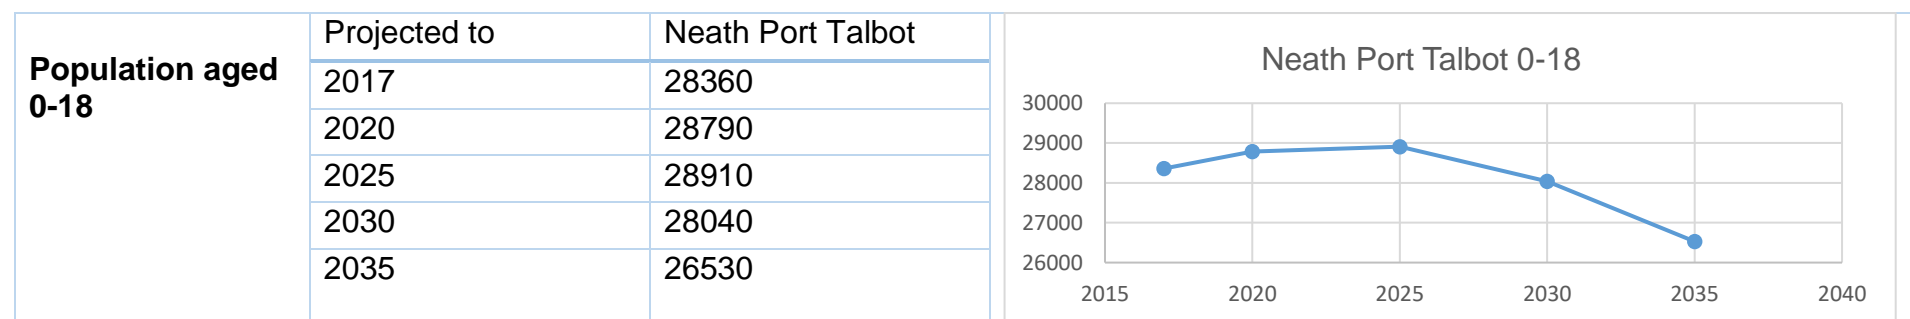 Population aged
0-18
Projected to Neath Port Talbot
2017 28360
2020 28790
2025 28910
2030 28040
2035 26530
Neath Port Talbot 0-18
30000
29000
28000
27000
26000
2015 2020 2025 2030 2035 2040